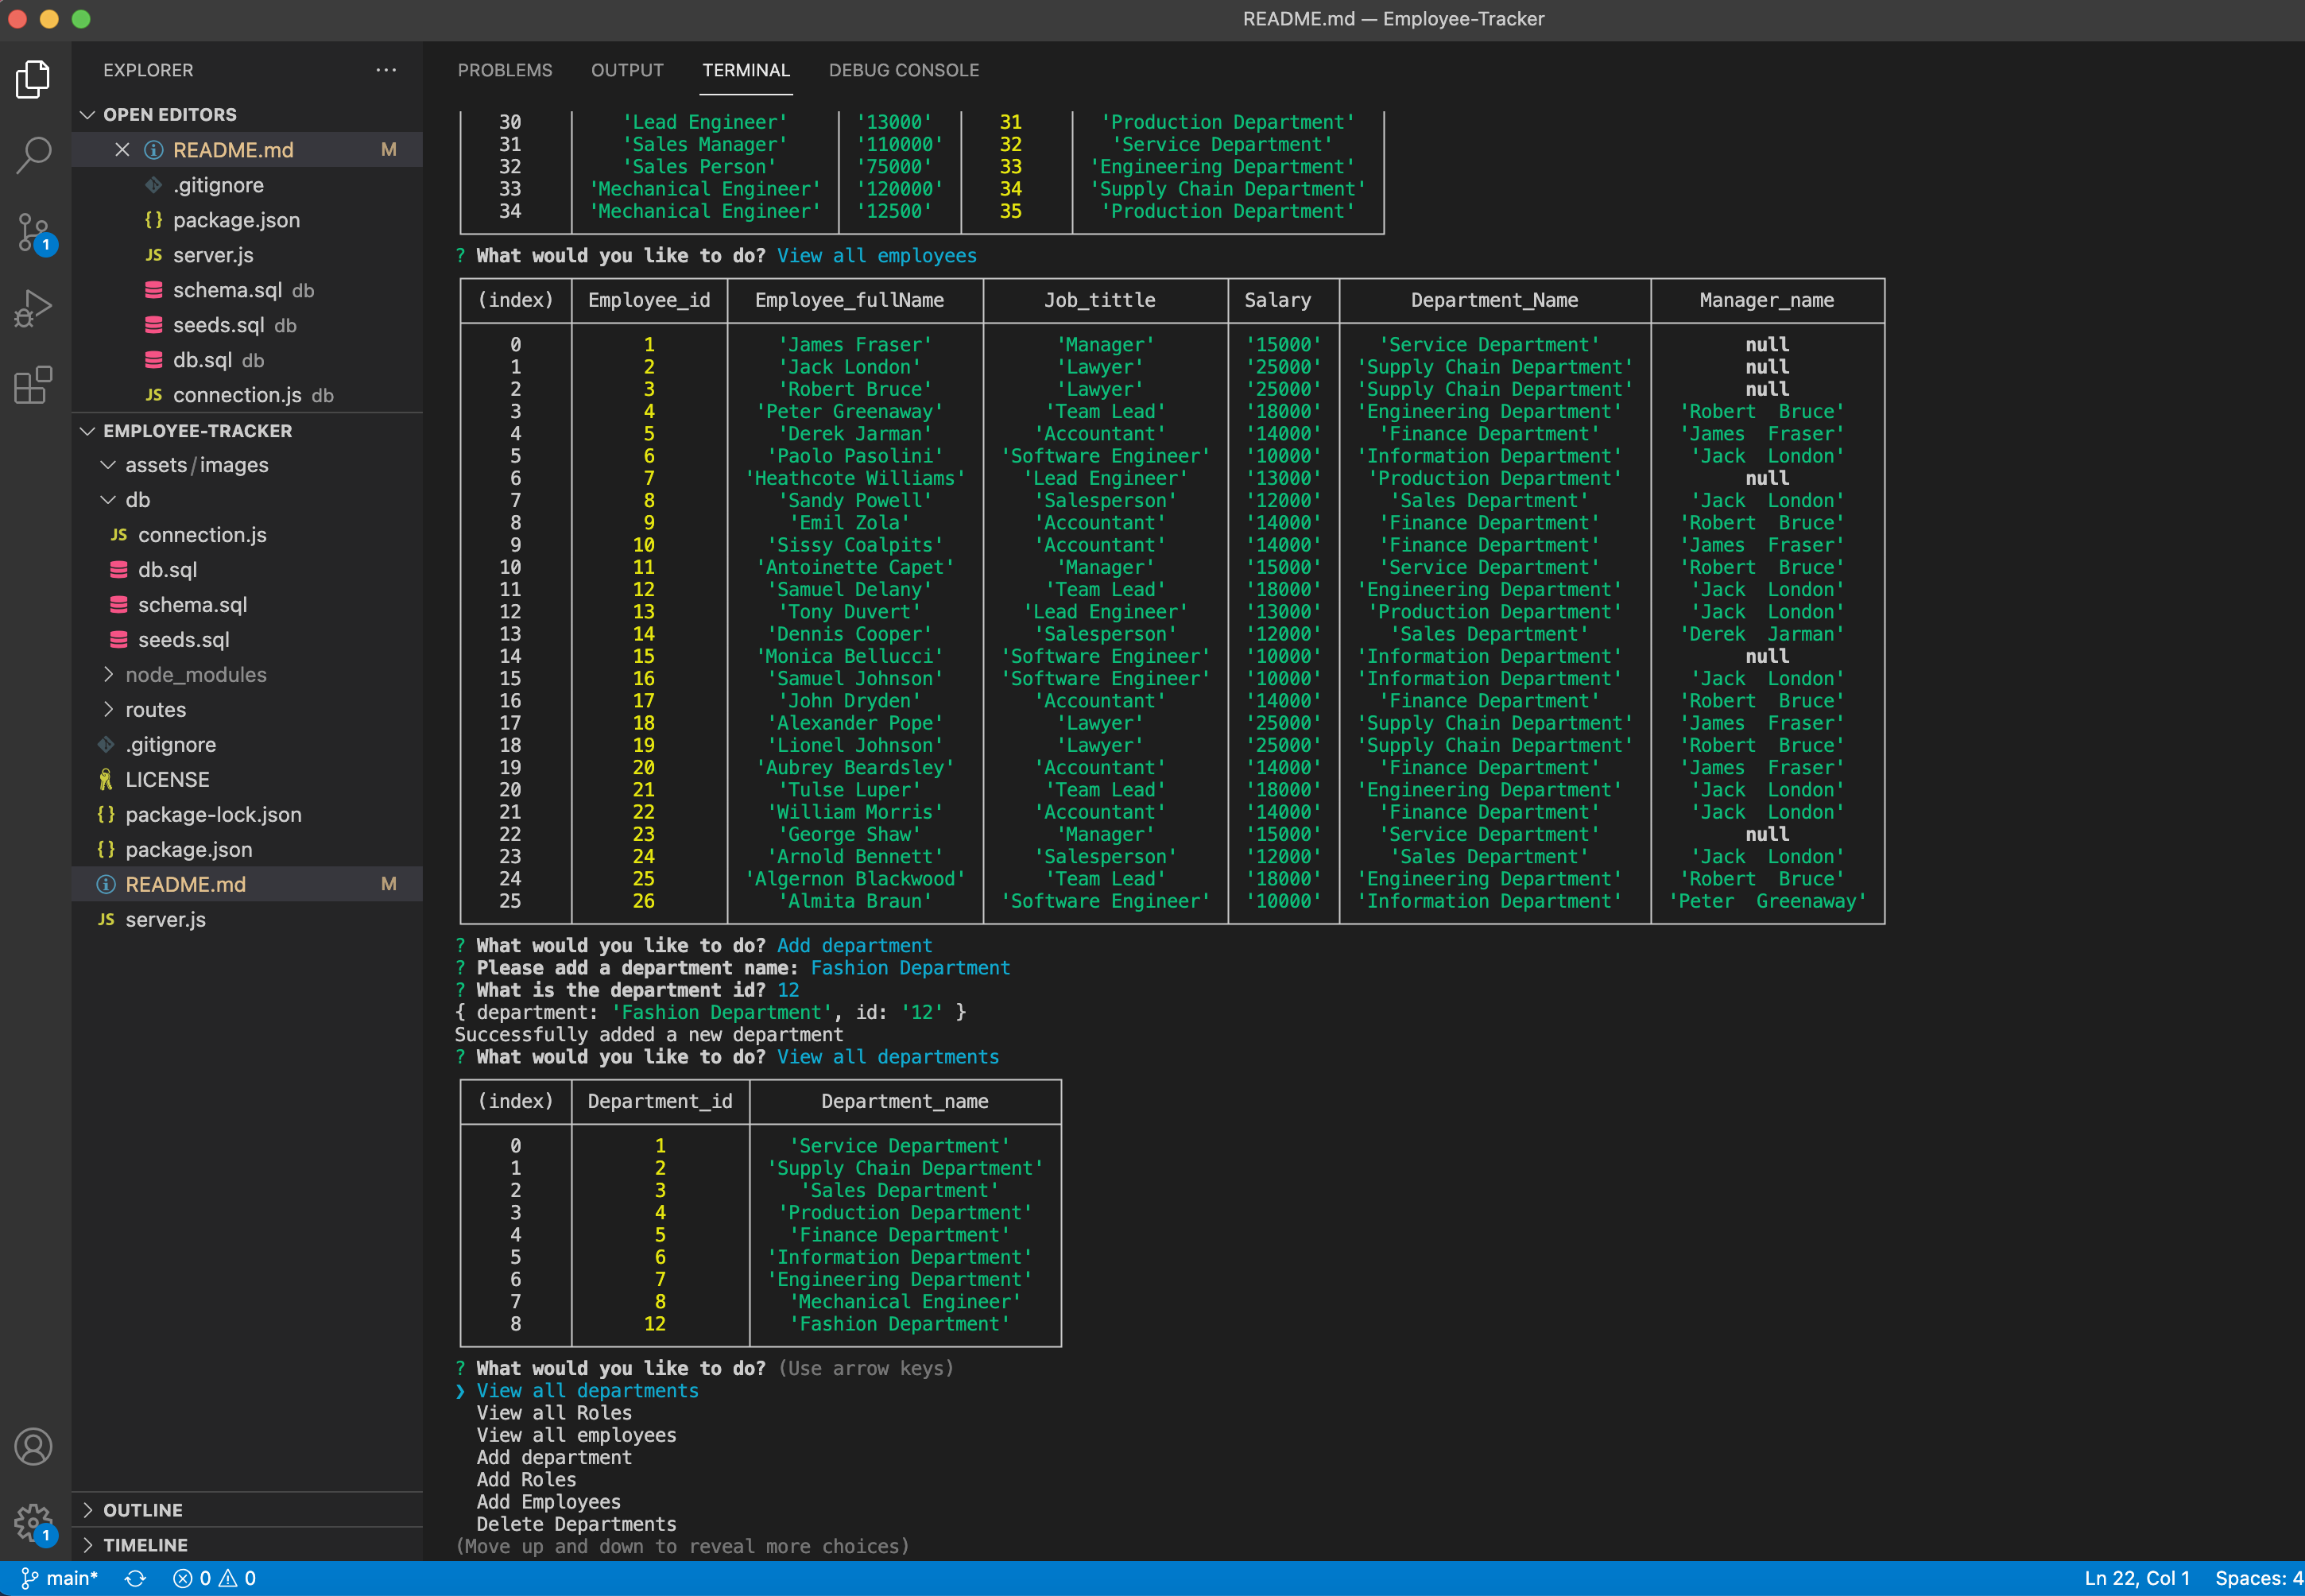 README.md — Employee-Tracker
EXPLORER
OPEN EDITORS
README.md M
.gitignore
package.json
JS server.js
schema.sql db
seeds.sql db
db.sql db
JS connection.js db
EMPLOYEE-TRACKER
assets/images
db
JS connection.js
db.sql
schema.sql
seeds.sql
node_modules
routes
.gitignore
LICENSE
package-lock.json
package.json
README.md M
JS server.js
OUTLINE
TIMELINE
1
1
PROBLEMS OUTPUT TERMINAL DEBUG CONSOLE
30 'Lead Engineer' '13000' 31 'Production Department'
31 'Sales Manager' '110000' 32 'Service Department'
32 'Sales Person' '75000' 33 'Engineering Department'
33 'Mechanical Engineer' '120000' 34 'Supply Chain Department'
34 'Mechanical Engineer' '12500' 35 'Production Department'
? What would you like to do? View all employees
(index) Employee_id Employee_fullName Job_tittle Salary Department_Name Manager_name
0 1 'James Fraser' 'Manager' '15000' 'Service Department' null
1 2 'Jack London' 'Lawyer' '25000' 'Supply Chain Department' null
2 3 'Robert Bruce' 'Lawyer' '25000' 'Supply Chain Department' null
3 4 'Peter Greenaway' 'Team Lead' '18000' 'Engineering Department' 'Robert  Bruce'
4 5 'Derek Jarman' 'Accountant' '14000' 'Finance Department' 'James  Fraser'
5 6 'Paolo Pasolini' 'Software Engineer' '10000' 'Information Department' 'Jack  London'
6 7 'Heathcote Williams' 'Lead Engineer' '13000' 'Production Department' null
7 8 'Sandy Powell' 'Salesperson' '12000' 'Sales Department' 'Jack  London'
8 9 'Emil Zola' 'Accountant' '14000' 'Finance Department' 'Robert  Bruce'
9 10 'Sissy Coalpits' 'Accountant' '14000' 'Finance Department' 'James  Fraser'
10 11 'Antoinette Capet' 'Manager' '15000' 'Service Department' 'Robert  Bruce'
11 12 'Samuel Delany' 'Team Lead' '18000' 'Engineering Department' 'Jack  London'
12 13 'Tony Duvert' 'Lead Engineer' '13000' 'Production Department' 'Jack  London'
13 14 'Dennis Cooper' 'Salesperson' '12000' 'Sales Department' 'Derek  Jarman'
14 15 'Monica Bellucci' 'Software Engineer' '10000' 'Information Department' null
15 16 'Samuel Johnson' 'Software Engineer' '10000' 'Information Department' 'Jack  London'
16 17 'John Dryden' 'Accountant' '14000' 'Finance Department' 'Robert  Bruce'
17 18 'Alexander Pope' 'Lawyer' '25000' 'Supply Chain Department' 'James  Fraser'
18 19 'Lionel Johnson' 'Lawyer' '25000' 'Supply Chain Department' 'Robert  Bruce'
19 20 'Aubrey Beardsley' 'Accountant' '14000' 'Finance Department' 'James  Fraser'
20 21 'Tulse Luper' 'Team Lead' '18000' 'Engineering Department' 'Jack  London'
21 22 'William Morris' 'Accountant' '14000' 'Finance Department' 'Jack  London'
22 23 'George Shaw' 'Manager' '15000' 'Service Department' null
23 24 'Arnold Bennett' 'Salesperson' '12000' 'Sales Department' 'Jack  London'
24 25 'Algernon Blackwood' 'Team Lead' '18000' 'Engineering Department' 'Robert  Bruce'
25 26 'Almita Braun' 'Software Engineer' '10000' 'Information Department' 'Peter  Greenaway'
? What would you like to do? Add department
? Please add a department name: Fashion Department
? What is the department id? 12
{ department: 'Fashion Department', id: '12' }
Successfully added a new department
? What would you like to do? View all departments
(index) Department_id Department_name
0 1 'Service Department'
1 2 'Supply Chain Department'
2 3 'Sales Department'
3 4 'Production Department'
4 5 'Finance Department'
5 6 'Information Department'
6 7 'Engineering Department'
7 8 'Mechanical Engineer'
8 12 'Fashion Department'
? What would you like to do? (Use arrow keys)
❯ View all departments
View all Roles
View all employees
Add department
Add Roles
Add Employees
Delete Departments
(Move up and down to reveal more choices)
main* 0 0 Ln 22, Col 1 Spaces: 4